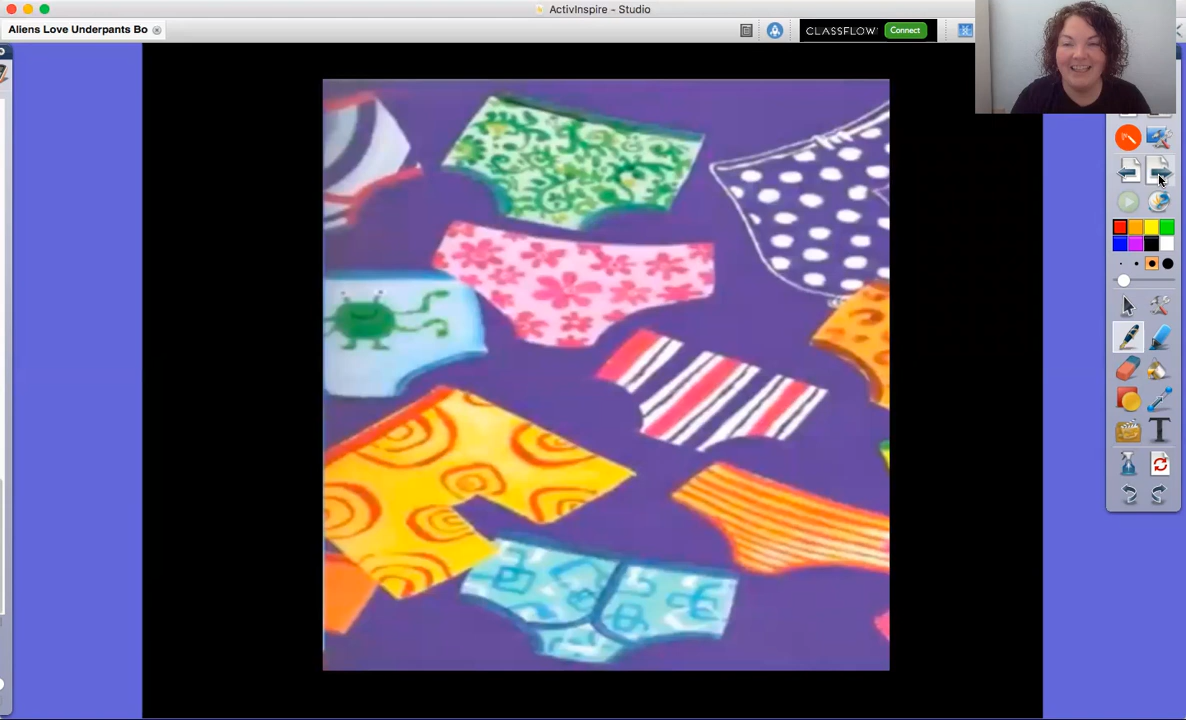 ActivInspire - Studio
Aliens Love Underpants Bo
CLASSFLOW
Connect
T